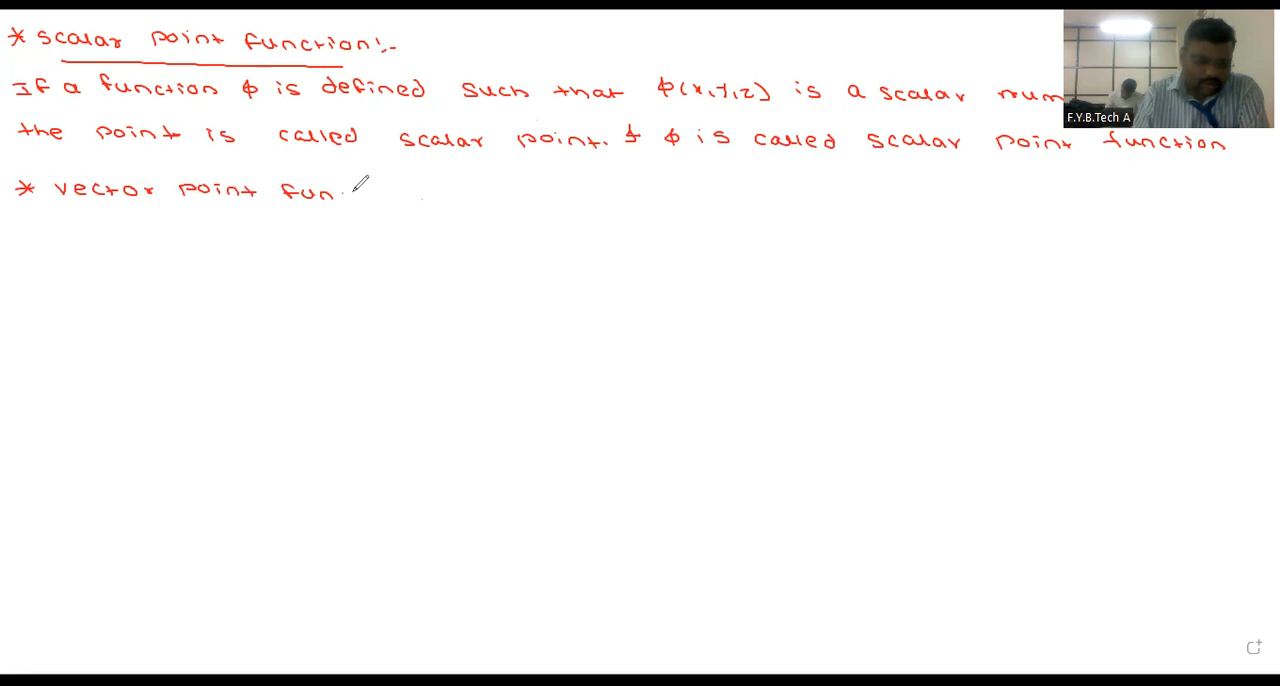 * scalar point function :-
If a function ϕ is defined such that ϕ(x,y,z) is a scalar num
the point is called scalar point. & ϕ is called scalar point function
* vector point fun
F.Y.B.Tech A